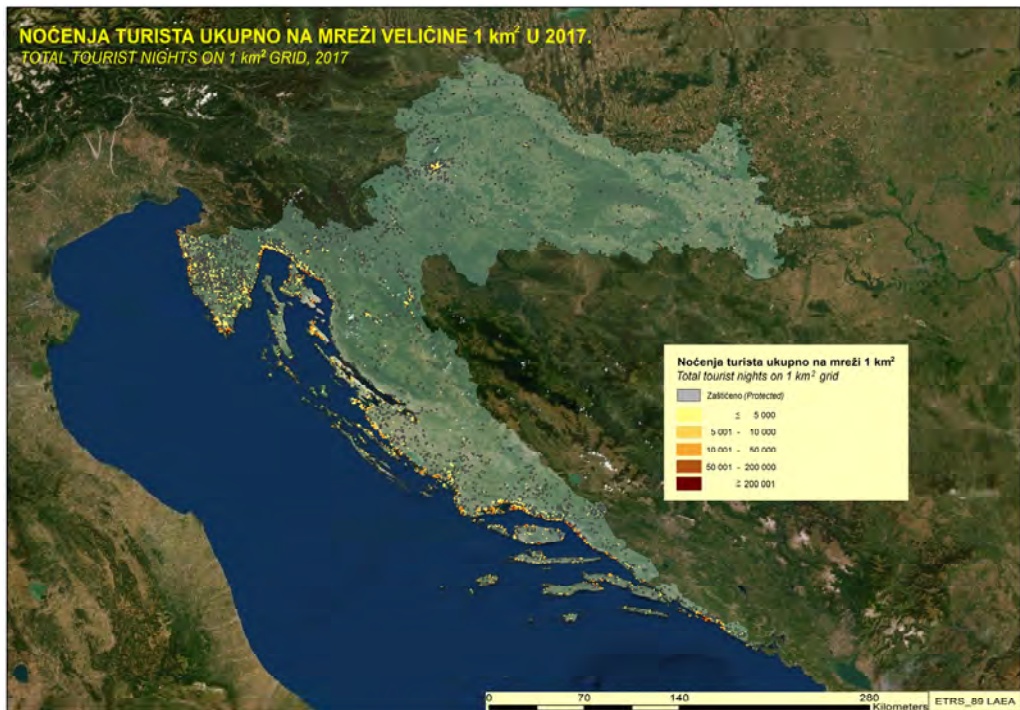 NOĆENJA TURISTA UKUPNO NA MREŽI VELIČINE 1 km² U 2017.
TOTAL TOURIST NIGHTS ON 1 km² GRID, 2017
Noćenja turista ukupno na mreži 1 km²
Total tourist nights on 1 km² grid
Zaštićeno (Protected)
≤ 5 000
5 001 - 10 000
10 001 - 50 000
50 001 - 200 000
≥ 200 001
0 70 140 280
Kilometers
ETRS_89 LAEA